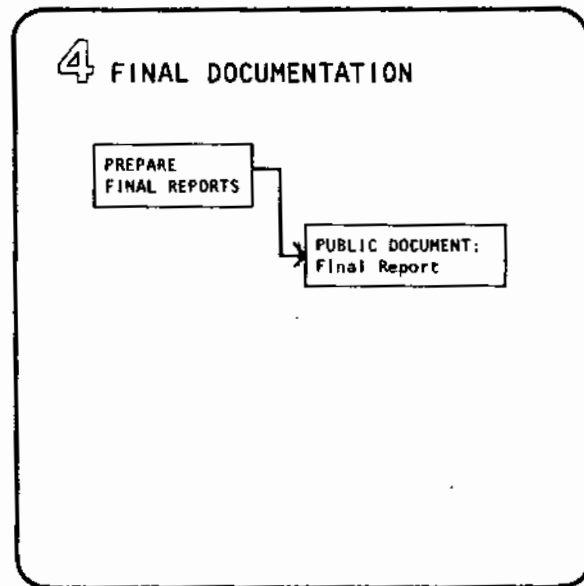 4 FINAL DOCUMENTATION
PREPARE
FINAL REPORTS
PUBLIC DOCUMENT:
Final Report